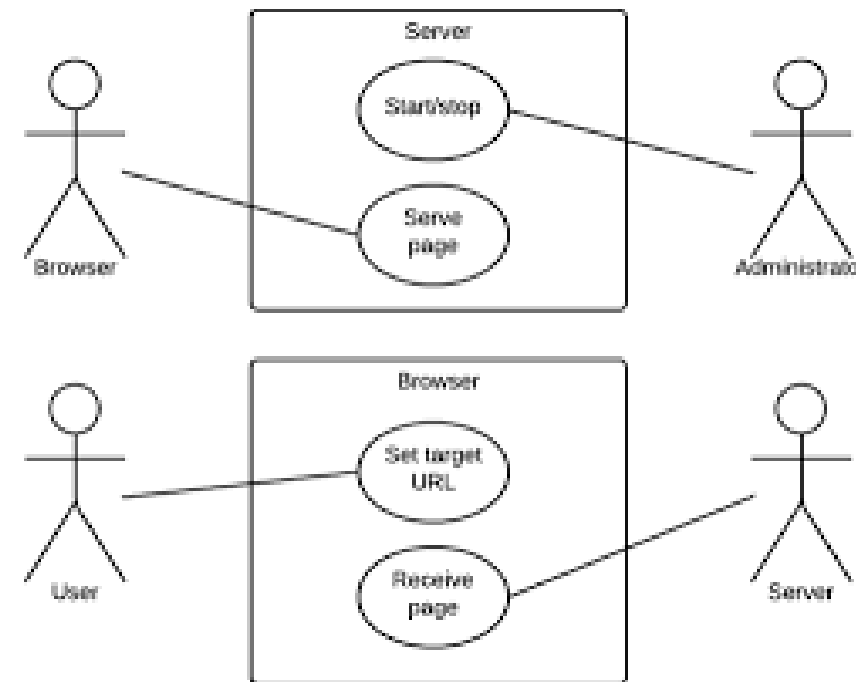 Server
Start/stop
Serve
page
Browser
Administrato
Browser
Set target
URL
Receive
page
User
Server